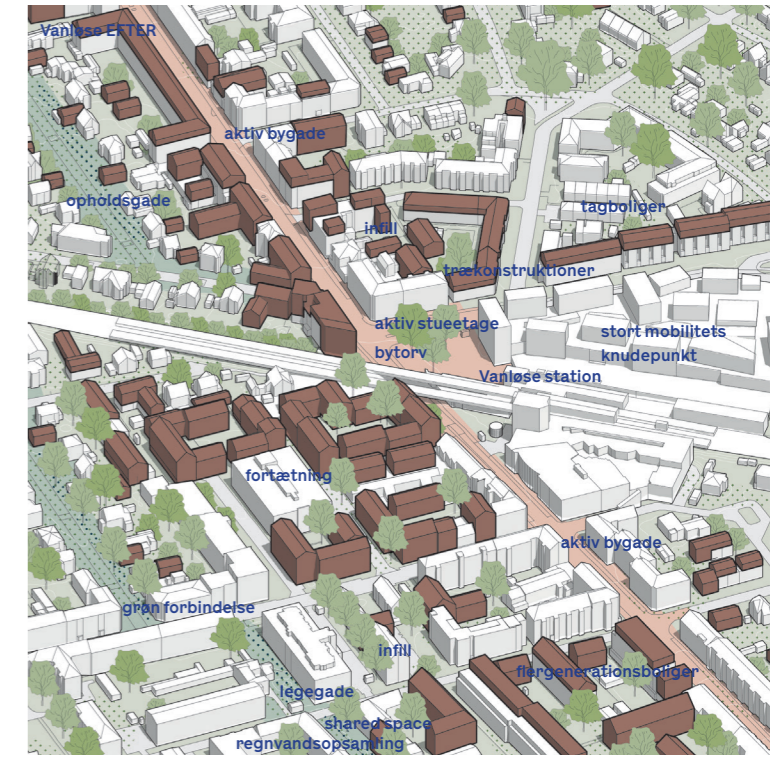 Vanløse EFTER
aktiv bygade
opholdsgade
tagboliger
infill
trækonstruktioner
aktiv stueetage
stort mobilitets
knudepunkt
bytorv
Vanløse station
fortætning
aktiv bygade
grøn forbindelse
infill
flergenerationsboliger
legegade
shared space
regnvandsopsamling